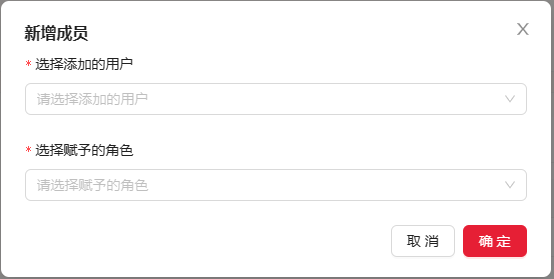 新增成员
* 选择添加的用户
请选择添加的用户
* 选择赋予的角色
请选择赋予的角色
取 消 确 定